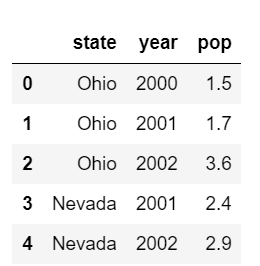 state year pop
0 Ohio 2000 1.5
1 Ohio 2001 1.7
2 Ohio 2002 3.6
3 Nevada 2001 2.4
4 Nevada 2002 2.9